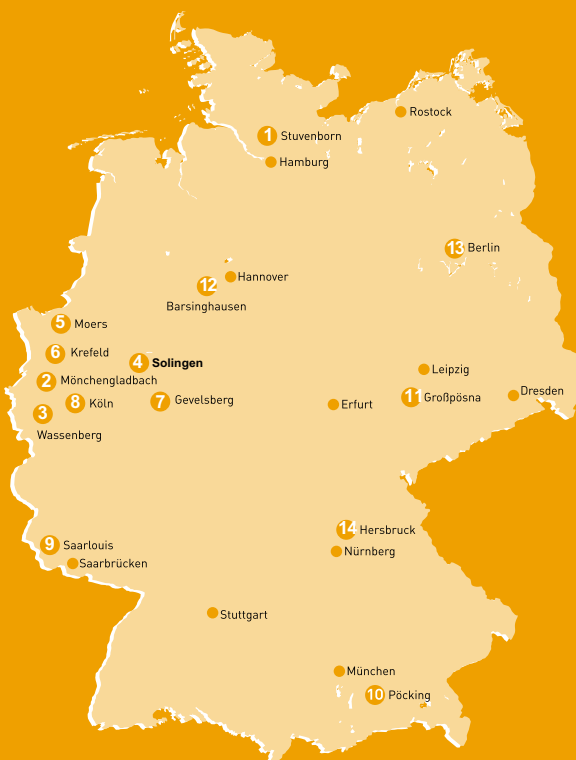 Rostock
1 Stuvenborn
Hamburg
13 Berlin
Hannover
12
Barsinghausen
5 Moers
6 Krefeld
4 Solingen
Leipzig
2 Mönchengladbach
Dresden
11 Großpösna
7 Gevelsberg
8 Köln
Erfurt
3
Wassenberg
14 Hersbruck
9 Saarlouis
Nürnberg
Saarbrücken
Stuttgart
München
10 Pöcking